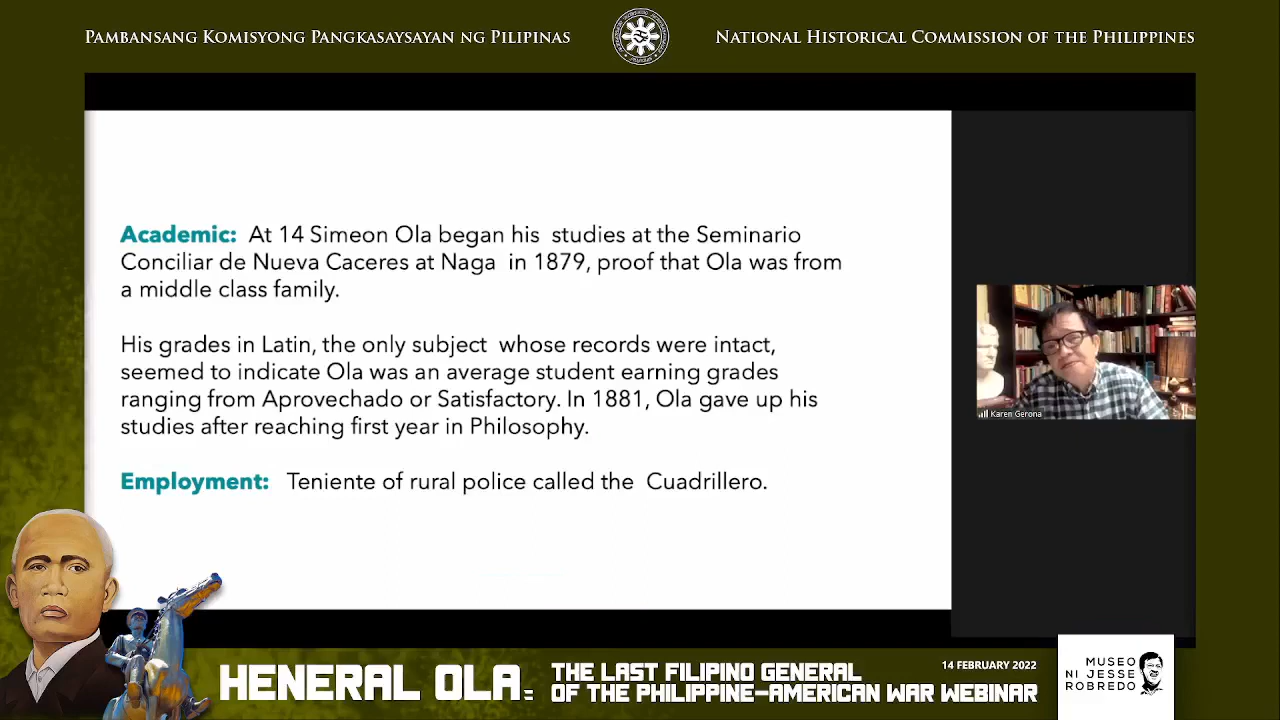 PAMBANSANG KOMISYONG PANGKASAYSAYAN NG PILIPINAS
NATIONAL HISTORICAL COMMISSION OF THE PHILIPPINES
Academic: At 14 Simeon Ola began his studies at the Seminario
Conciliar de Nueva Caceres at Naga in 1879, proof that Ola was from
a middle class family.
His grades in Latin, the only subject whose records were intact,
seemed to indicate Ola was an average student earning grades
ranging from Aprovechado or Satisfactory. In 1881, Ola gave up his
studies after reaching first year in Philosophy.
Employment: Teniente of rural police called the Cuadrillero.
Karen Gerona
HENERAL OLA:
THE LAST FILIPINO GENERAL
OF THE PHILIPPINE-AMERICAN WAR WEBINAR
14 FEBRUARY 2022
MUSEO
NI JESSE
ROBREDO